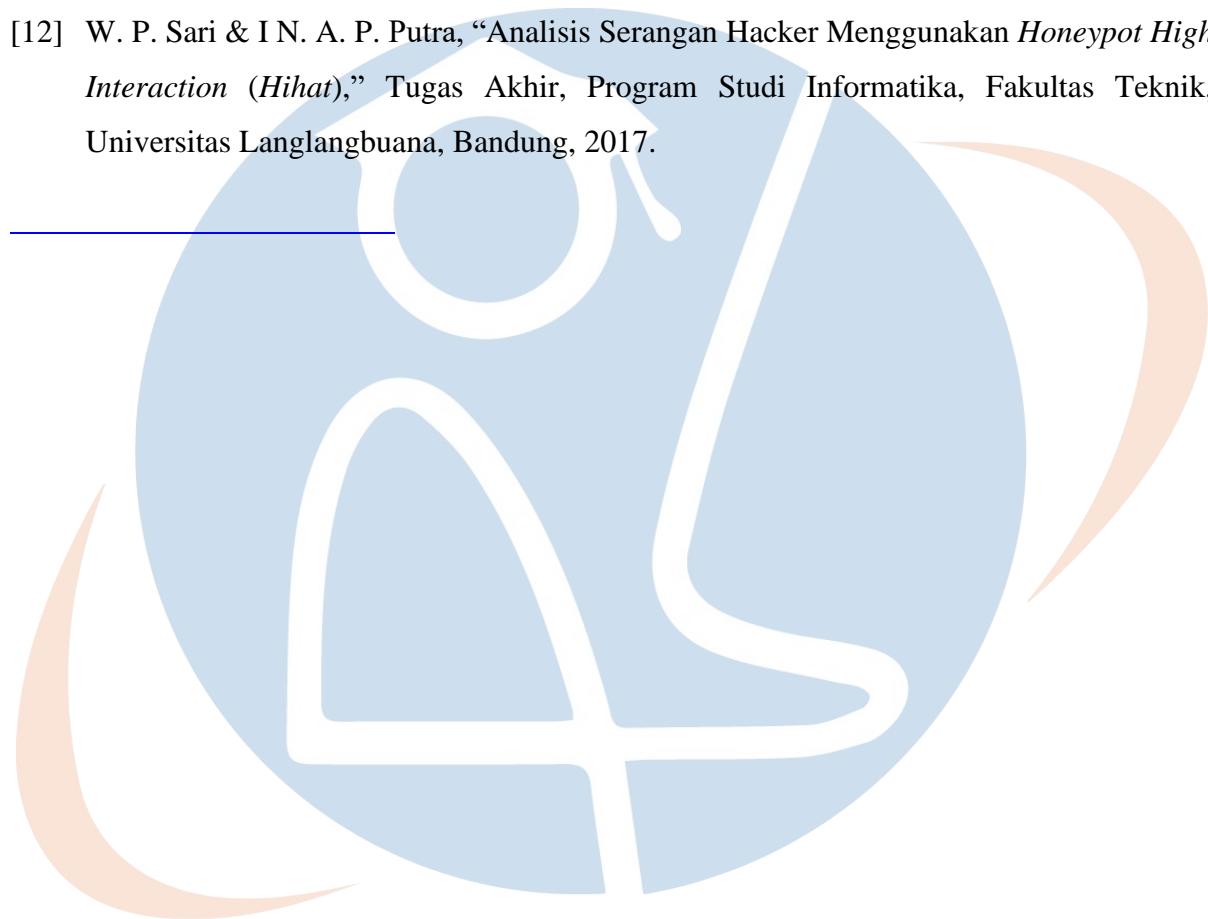 [12] W. P. Sari & I N. A. P. Putra, “Analisis Serangan Hacker Menggunakan Honeypot High
Interaction (Hihat),” Tugas Akhir, Program Studi Informatika, Fakultas Teknik,
Universitas Langlangbuana, Bandung, 2017.